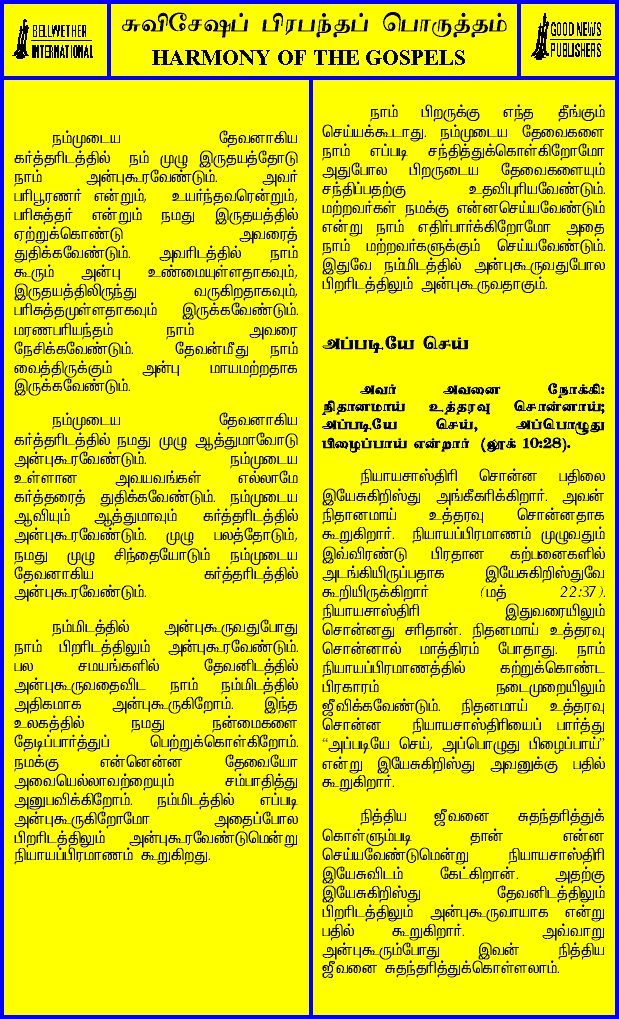 BELLWETHER
INTERNATIONAL
சுவிசேஷப் பிரபந்தப் பொருத்தம்
HARMONY OF THE GOSPELS
GOOD NEWS
PUBLISHERS
நம்முடைய தேவனாகிய
கர்த்தரிடத்தில் நம் முழு இருதயத்தோடு
நாம் அன்புகூரவேண்டும். அவர்
பரிபூரணர் என்றும், உயர்ந்தவரென்றும்,
பரிசுத்தர் என்றும் நமது இருதயத்தில்
ஏற்றுக்கொண்டு அவரைத்
துதிக்கவேண்டும். அவரிடத்தில் நாம்
கூரும் அன்பு உண்மையுள்ளதாகவும்,
இருதயத்திலிருந்து வருகிறதாகவும்,
பரிசுத்தமுள்ளதாகவும் இருக்கவேண்டும்.
மரணபரியந்தம் நாம் அவரை
நேசிக்கவேண்டும். தேவன்மீது நாம்
வைத்திருக்கும் அன்பு மாயமற்றதாக
இருக்கவேண்டும்.
நம்முடைய தேவனாகிய
கர்த்தரிடத்தில் நமது முழு ஆத்துமாவோடு
அன்புகூரவேண்டும். நம்முடைய
உள்ளான அவயவங்கள் எல்லாமே
கர்த்தரைத் துதிக்கவேண்டும். நம்முடைய
ஆவியும் ஆத்துமாவும் கர்த்தரிடத்தில்
அன்புகூரவேண்டும். முழு பலத்தோடும்,
நமது முழு சிந்தையோடும் நம்முடைய
தேவனாகிய கர்த்தரிடத்தில்
அன்புகூரவேண்டும்.
நம்மிடத்தில் அன்புகூருவதுபோது
நாம் பிறரிடத்திலும் அன்புகூரவேண்டும்.
பல சமயங்களில் தேவனிடத்தில்
அன்புகூருவதைவிட நாம் நம்மிடத்தில்
அதிகமாக அன்புகூருகிறோம். இந்த
உலகத்தில் நமது நன்மைகளை
தேடிப்பார்த்துப் பெற்றுக்கொள்கிறோம்.
நமக்கு என்னென்ன தேவையோ
அவையெல்லாவற்றையும் சம்பாதித்து
அனுபவிக்கிறோம். நம்மிடத்தில் எப்படி
அன்புகூருகிறோமோ அதைப்போல
பிறரிடத்திலும் அன்புகூரவேண்டுமென்று
நியாயப்பிரமாணம் கூறுகிறது.
நாம் பிறருக்கு எந்த தீங்கும்
செய்யக்கூடாது. நம்முடைய தேவைகளை
நாம் எப்படி சந்தித்துக்கொள்கிறோமோ
அதுபோல பிறருடைய தேவைகளையும்
சந்திப்பதற்கு உதவிபுரியவேண்டும்.
மற்றவர்கள் நமக்கு என்னசெய்யவேண்டும்
என்று நாம் எதிர்பார்க்கிறோமோ அதை
நாம் மற்றவர்களுக்கும் செய்யவேண்டும்.
இதுவே நம்மிடத்தில் அன்புகூருவதுபோல
பிறரிடத்திலும் அன்புகூருவதாகும்.
அப்படியே செய்
அவர் அவனை நோக்கி:
நிதானமாய் உத்தரவு சொன்னாய்;
அப்படியே செய், அப்பொழுது
பிழைப்பாய் என்றார் (லூக் 10:28).
நியாயசாஸ்திரி சொன்ன பதிலை
இயேசுகிறிஸ்து அங்கீகரிக்கிறார். அவன்
நிதானமாய் உத்தரவு சொன்னதாக
கூறுகிறார். நியாயப்பிரமாணம் முழுவதும்
இவ்விரண்டு பிரதான கற்பனைகளில்
அடங்கியிருப்பதாக இயேசுகிறிஸ்துவே
கூறியிருக்கிறார் (மத் 22:37).
நியாயசாஸ்திரி இதுவரையிலும்
சொன்னது சரிதான். நிதனமாய் உத்தரவு
சொன்னால் மாத்திரம் போதாது. நாம்
நியாயப்பிரமாணத்தில் கற்றுக்கொண்ட
பிரகாரம் நடைமுறையிலும்
ஜீவிக்கவேண்டும். நிதனமாய் உத்தரவு
சொன்ன நியாயசாஸ்திரியைப் பார்த்து
“அப்படியே செய், அப்பொழுது பிழைப்பாய்”
என்று இயேசுகிறிஸ்து அவனுக்கு பதில்
கூறுகிறார்.
நித்திய ஜீவனை சுதந்தரித்துக்
கொள்ளும்படி தான் என்ன
செய்யவேண்டுமென்று நியாயசாஸ்திரி
இயேசுவிடம் கேட்கிறான். அதற்கு
இயேசுகிறிஸ்து தேவனிடத்திலும்
பிறரிடத்திலும் அன்புகூருவாயாக என்று
பதில் கூறுகிறார். அவ்வாறு
அன்புகூரும்போது இவன் நித்திய
ஜீவனை சுதந்தரித்துக்கொள்ளலாம்.